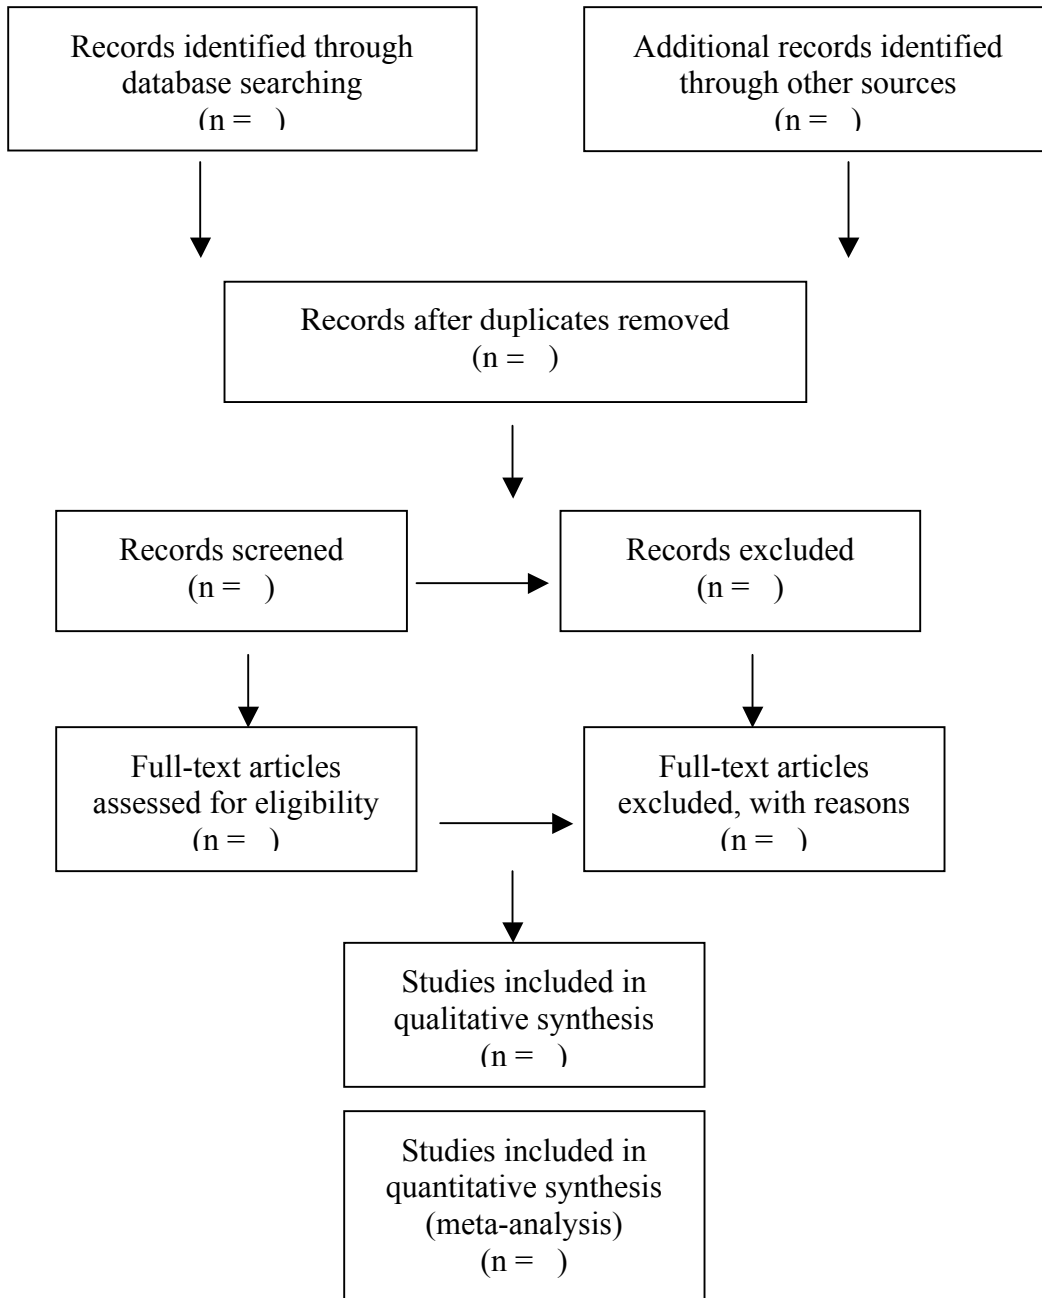 Records identified through
database searching
(n =   )
Additional records identified
through other sources
(n =   )
Records after duplicates removed
(n =   )
Records screened
(n =   )
Records excluded
(n =   )
Full-text articles
assessed for eligibility
(n =   )
Full-text articles
excluded, with reasons
(n =   )
Studies included in
qualitative synthesis
(n =   )
Studies included in
quantitative synthesis
(meta-analysis)
(n =   )